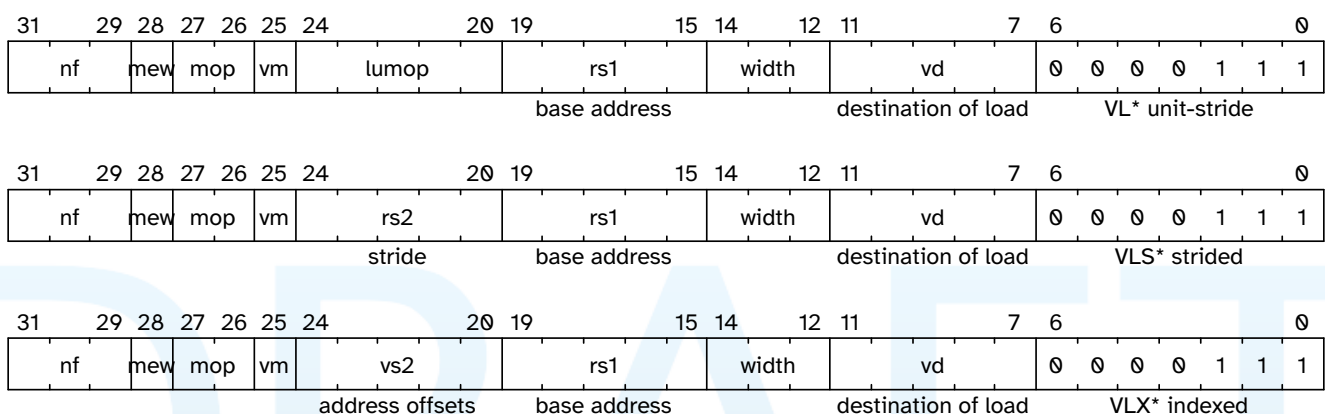 31 29 28 27 26 25 24 20 19 15 14 12 11 7 6 0
nf mew mop vm lumop rs1 width vd 0 0 0 0 1 1 1
base address destination of load VL* unit-stride
31 29 28 27 26 25 24 20 19 15 14 12 11 7 6 0
nf mew mop vm rs2 rs1 width vd 0 0 0 0 1 1 1
stride base address destination of load VLS* strided
31 29 28 27 26 25 24 20 19 15 14 12 11 7 6 0
nf mew mop vm vs2 rs1 width vd 0 0 0 0 1 1 1
address offsets base address destination of load VLX* indexed
DRAFT